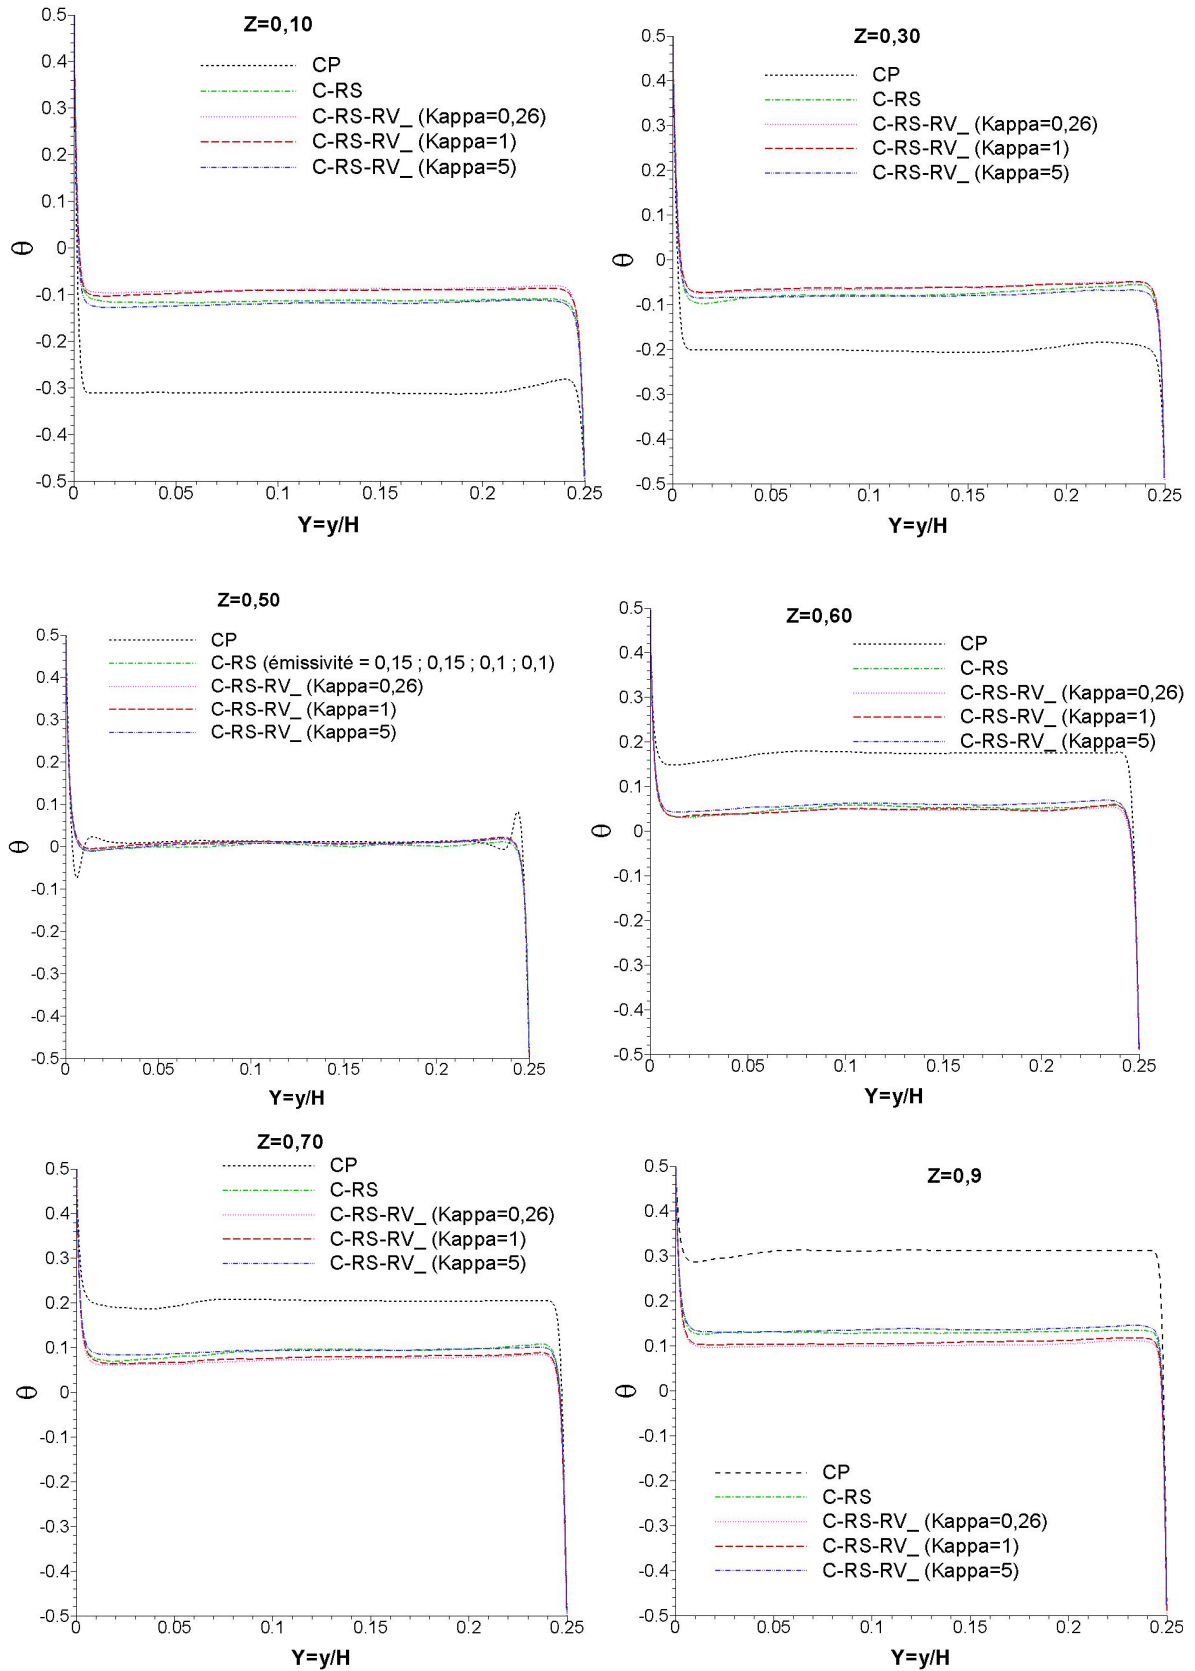 Z=0,10
CP
C-RS
C-RS-RV_ (Kappa=0,26)
C-RS-RV_ (Kappa=1)
C-RS-RV_ (Kappa=5)
0.5
0.4
0.3
0.2
0.1
0
-0.1
-0.2
-0.3
-0.4
-0.5
θ
0
0.05
0.1
0.15
0.2
0.25
Y=y/H
Z=0,30
CP
C-RS
C-RS-RV_ (Kappa=0,26)
C-RS-RV_ (Kappa=1)
C-RS-RV_ (Kappa=5)
0.5
0.4
0.3
0.2
0.1
0
-0.1
-0.2
-0.3
-0.4
-0.5
θ
0
0.05
0.1
0.15
0.2
0.25
Y=y/H
Z=0,50
CP
C-RS (émissivité = 0,15 ; 0,15 ; 0,1 ; 0,1)
C-RS-RV_ (Kappa=0,26)
C-RS-RV_ (Kappa=1)
C-RS-RV_ (Kappa=5)
0.5
0.4
0.3
0.2
0.1
0
-0.1
-0.2
-0.3
-0.4
-0.5
θ
0
0.05
0.1
0.15
0.2
0.25
Y=y/H
Z=0,60
CP
C-RS
C-RS-RV_ (Kappa=0,26)
C-RS-RV_ (Kappa=1)
C-RS-RV_ (Kappa=5)
0.5
0.4
0.3
0.2
0.1
0
-0.1
-0.2
-0.3
-0.4
-0.5
θ
0
0.05
0.1
0.15
0.2
0.25
Y=y/H
Z=0,70
CP
C-RS
C-RS-RV_ (Kappa=0,26)
C-RS-RV_ (Kappa=1)
C-RS-RV_ (Kappa=5)
0.5
0.4
0.3
0.2
0.1
0
-0.1
-0.2
-0.3
-0.4
-0.5
θ
0
0.05
0.1
0.15
0.2
0.25
Y=y/H
Z=0,9
0.5
0.4
0.3
0.2
0.1
0
-0.1
-0.2
-0.3
-0.4
-0.5
θ
CP
C-RS
C-RS-RV_ (Kappa=0,26)
C-RS-RV_ (Kappa=1)
C-RS-RV_ (Kappa=5)
0
0.05
0.1
0.15
0.2
0.25
Y=y/H